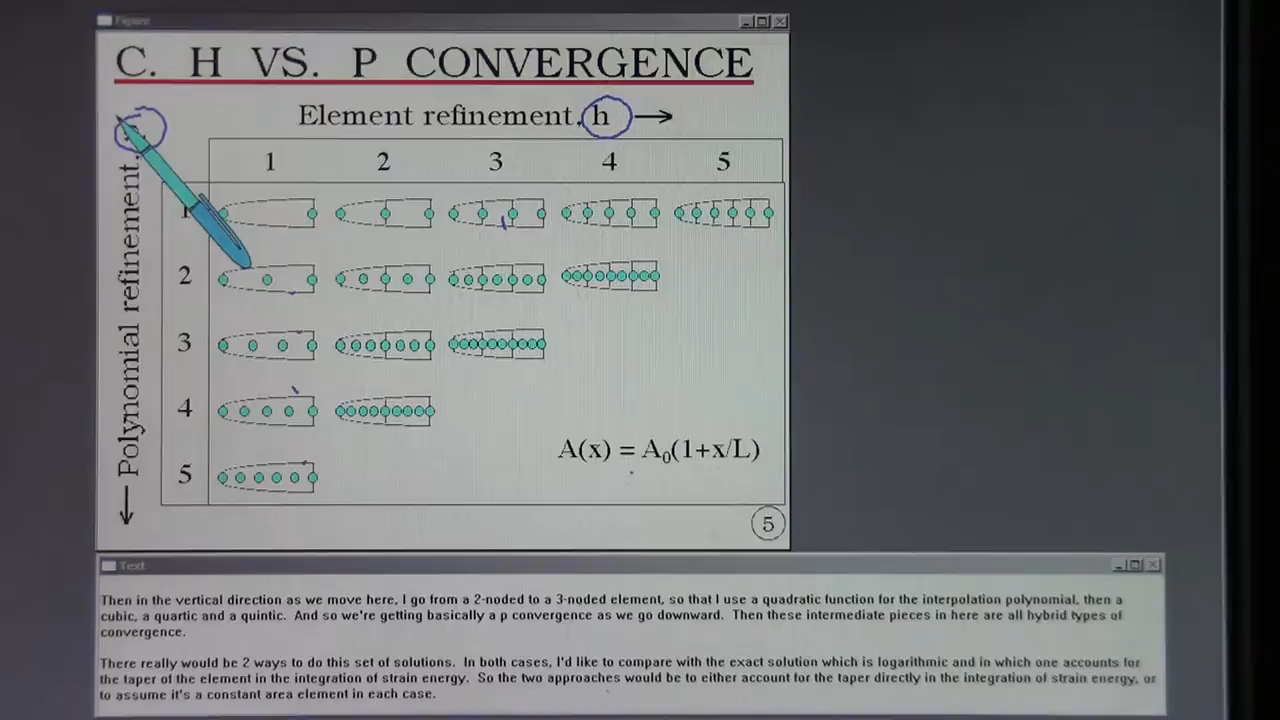 Figure
C. H VS. P CONVERGENCE
Element refinement, h →
← Polynomial refinement,
1 2 3 4 5
1
2
3
4
5
A(x) = A₀(1+x/L)
5
Text
Then in the vertical direction as we move here, I go from a 2-noded to a 3-noded element, so that I use a quadratic function for the interpolation polynomial, then a
cubic, a quartic and a quintic. And so we're getting basically a p convergence as we go downward. Then these intermediate pieces in here are all hybrid types of
convergence.
There really would be 2 ways to do this set of solutions. In both cases, I'd like to compare with the exact solution which is logarithmic and in which one accounts for
the taper of the element in the integration of strain energy. So the two approaches would be to either account for the taper directly in the integration of strain energy, or
to assume it's a constant area element in each case.